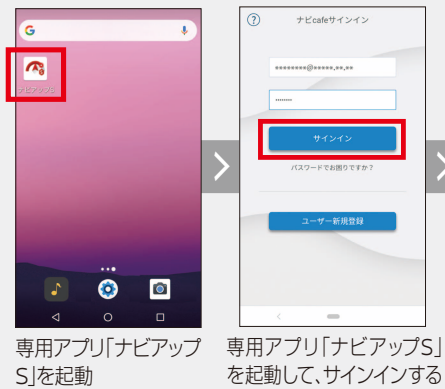 G
ナビアップS
専用アプリ「ナビアップ
S」を起動
?
ナビcafeサインイン
********@*****.**.**
••••••••
サインイン
パスワードでお困りですか?
ユーザー新規登録
専用アプリ「ナビアップS」
を起動して、サインインする